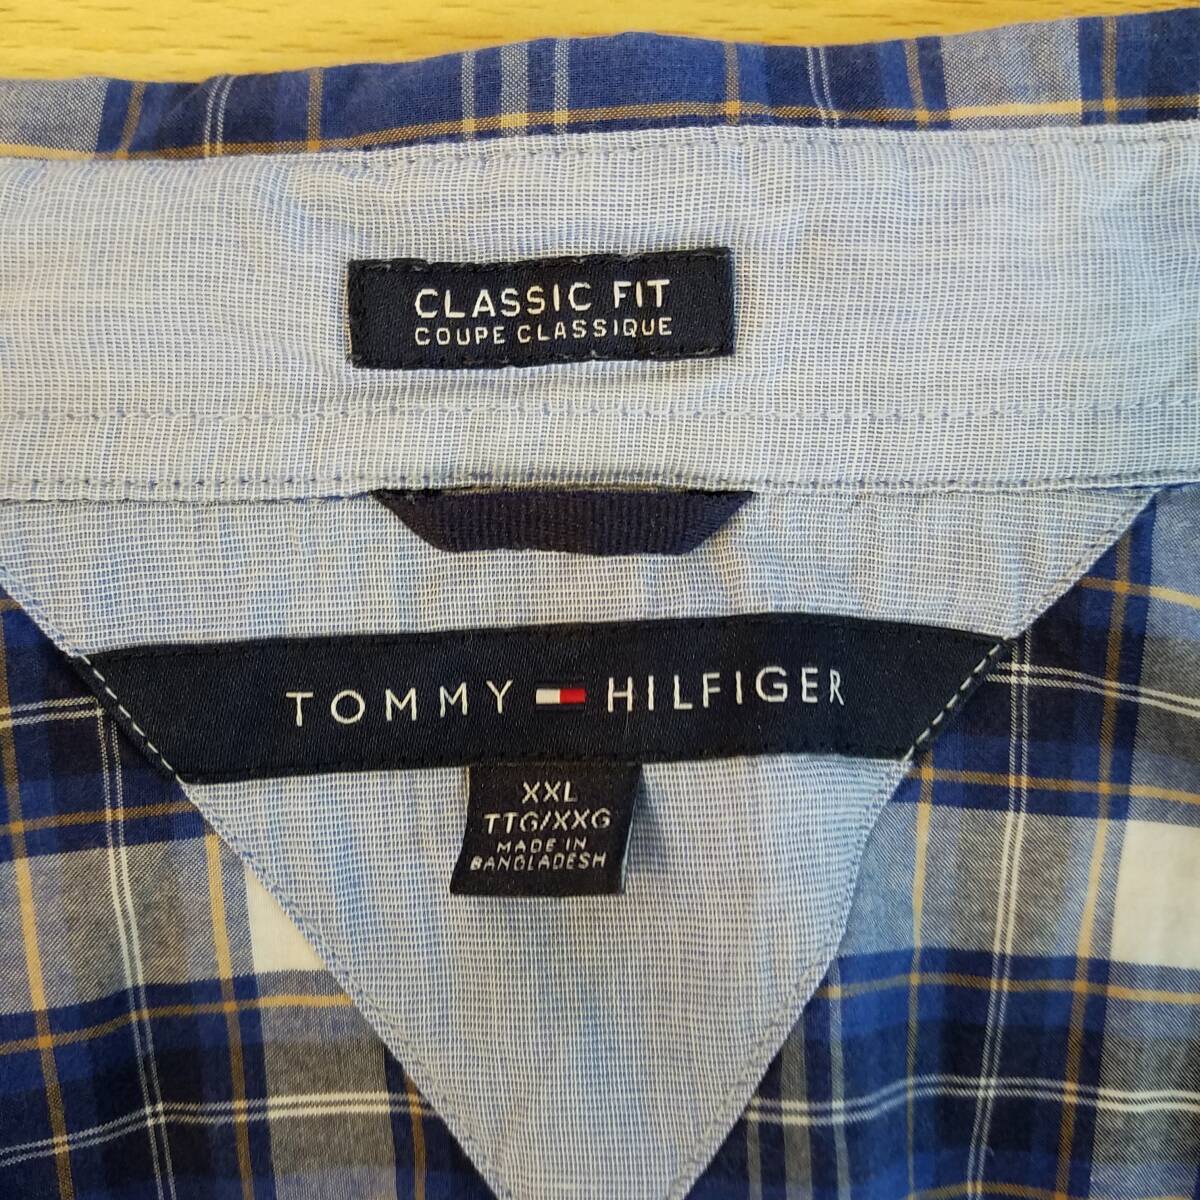 CLASSIC FIT
COUPE CLASSIQUE
TOMMY HILFIGER
XXL
TTG/XXG
MADE IN
BANGLADESH